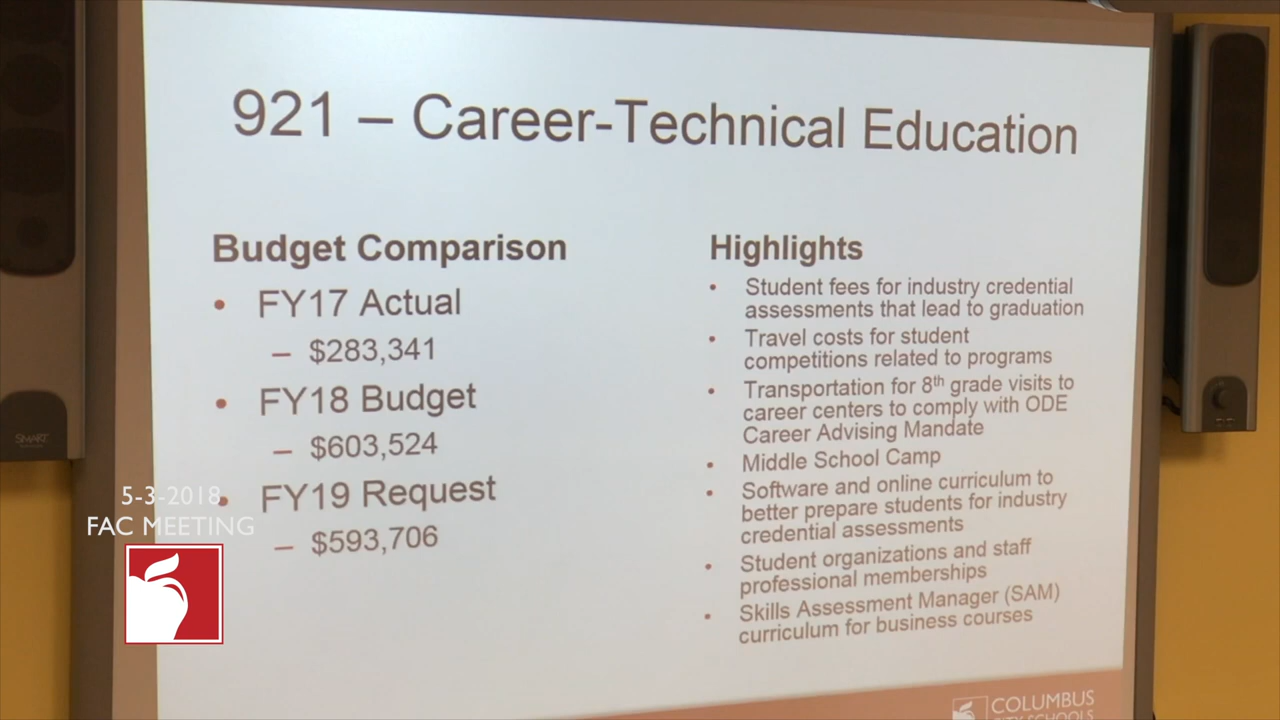 921 – Career-Technical Education
Budget Comparison
• FY17 Actual
– $283,341
• FY18 Budget
– $603,524
• FY19 Request
– $593,706
Highlights
• Student fees for industry credential
assessments that lead to graduation
• Travel costs for student
competitions related to programs
• Transportation for 8th grade visits to
career centers to comply with ODE
Career Advising Mandate
• Middle School Camp
• Software and online curriculum to
better prepare students for industry
credential assessments
• Student organizations and staff
professional memberships
• Skills Assessment Manager (SAM)
curriculum for business courses
COLUMBUS
CITY SCHOOLS
SMART
5-3-2018
FAC MEETING